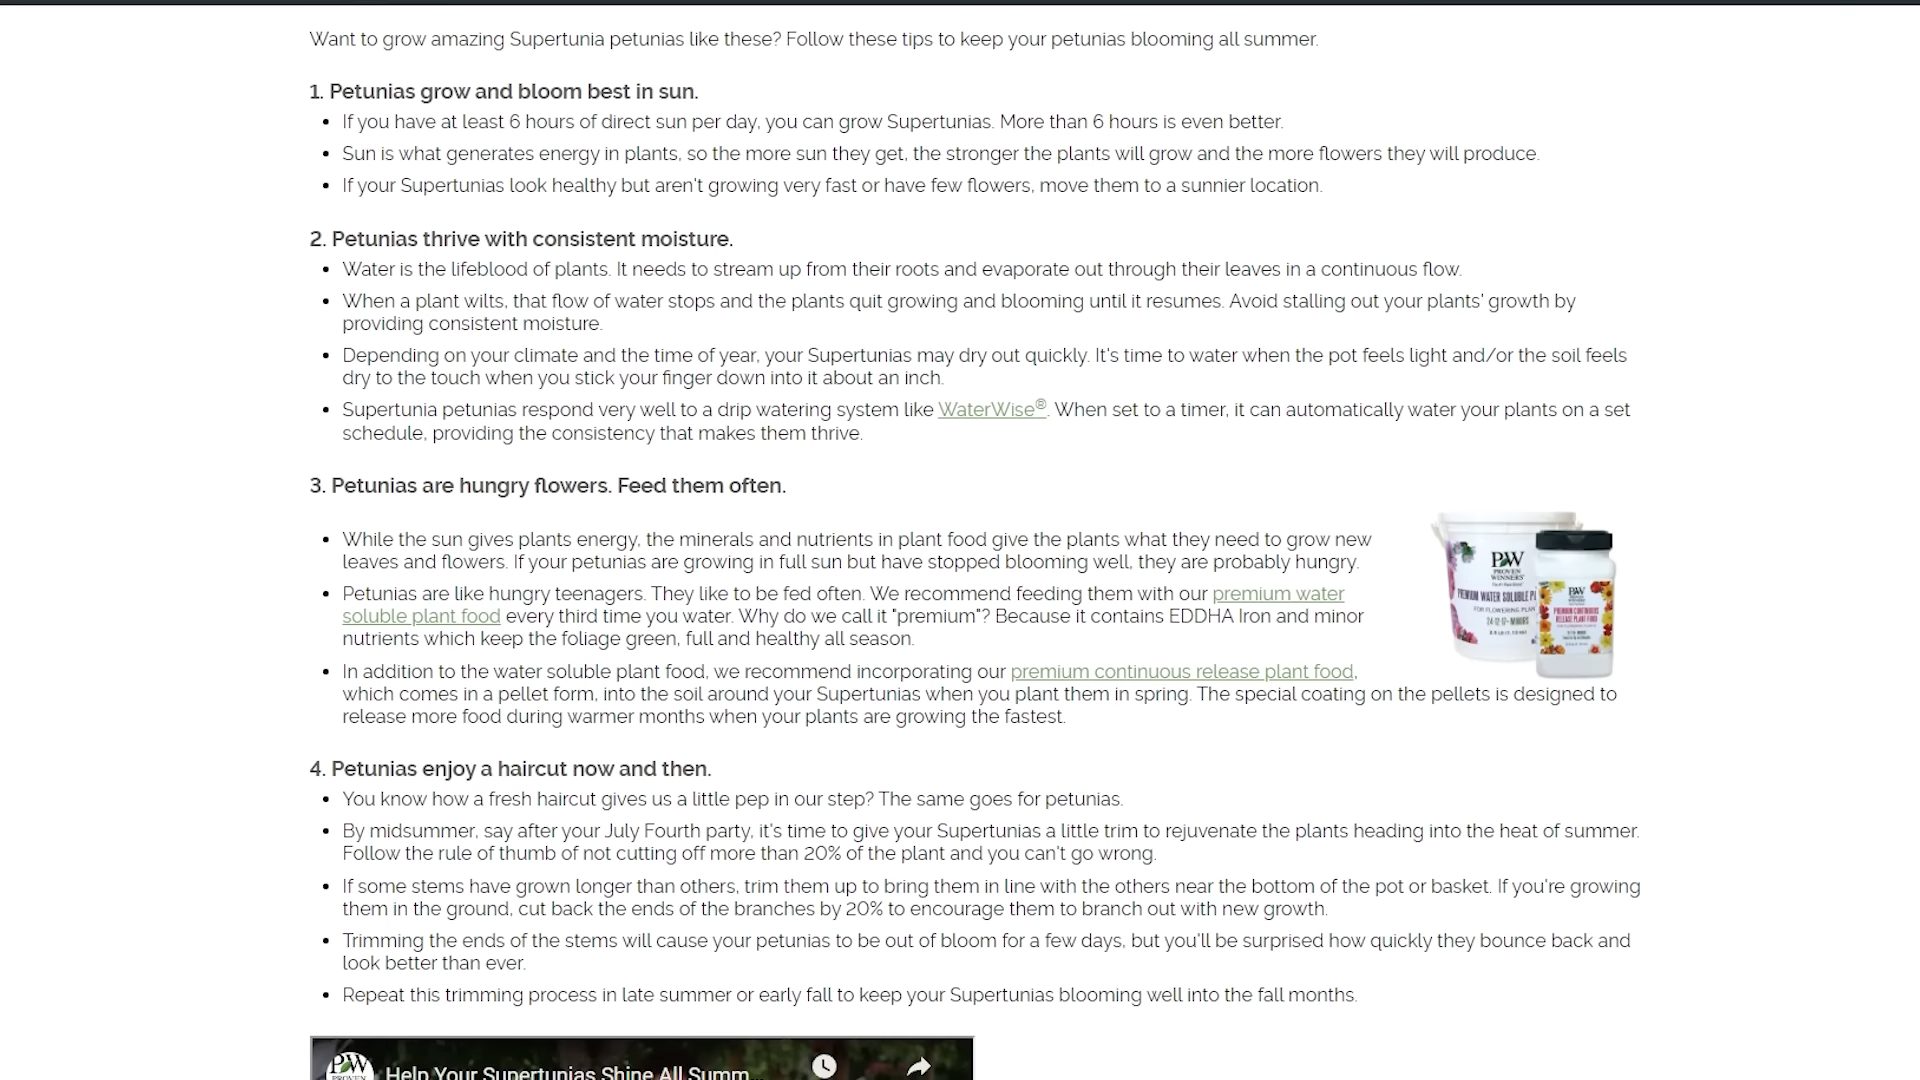 Want to grow amazing Supertunia petunias like these? Follow these tips to keep your petunias blooming all summer.
1. Petunias grow and bloom best in sun.
• If you have at least 6 hours of direct sun per day, you can grow Supertunias. More than 6 hours is even better.
• Sun is what generates energy in plants, so the more sun they get, the stronger the plants will grow and the more flowers they will produce.
• If your Supertunias look healthy but aren't growing very fast or have few flowers, move them to a sunnier location.
2. Petunias thrive with consistent moisture.
• Water is the lifeblood of plants. It needs to stream up from their roots and evaporate out through their leaves in a continuous flow.
• When a plant wilts, that flow of water stops and the plants quit growing and blooming until it resumes. Avoid stalling out your plants' growth by
providing consistent moisture.
• Depending on your climate and the time of year, your Supertunias may dry out quickly. It's time to water when the pot feels light and/or the soil feels
dry to the touch when you stick your finger down into it about an inch.
• Supertunia petunias respond very well to a drip watering system like WaterWise®. When set to a timer, it can automatically water your plants on a set
schedule, providing the consistency that makes them thrive.
3. Petunias are hungry flowers. Feed them often.
• While the sun gives plants energy, the minerals and nutrients in plant food give the plants what they need to grow new
leaves and flowers. If your petunias are growing in full sun but have stopped blooming well, they are probably hungry.
• Petunias are like hungry teenagers. They like to be fed often. We recommend feeding them with our premium water
soluble plant food every third time you water. Why do we call it "premium"? Because it contains EDDHA Iron and minor
nutrients which keep the foliage green, full and healthy all season.
• In addition to the water soluble plant food, we recommend incorporating our premium continuous release plant food,
which comes in a pellet form, into the soil around your Supertunias when you plant them in spring. The special coating on the pellets is designed to
release more food during warmer months when your plants are growing the fastest.
PW
PROVEN
WINNERS
PREMIUM WATER SOLUBLE PL
FOR FLOWERING PLAN
24-12-17+MINORS
PW
PREMIUM CONTINUOUS
RELEASE PLANT FOOD
4. Petunias enjoy a haircut now and then.
• You know how a fresh haircut gives us a little pep in our step? The same goes for petunias.
• By midsummer, say after your July Fourth party, it's time to give your Supertunias a little trim to rejuvenate the plants heading into the heat of summer.
Follow the rule of thumb of not cutting off more than 20% of the plant and you can't go wrong.
• If some stems have grown longer than others, trim them up to bring them in line with the others near the bottom of the pot or basket. If you're growing
them in the ground, cut back the ends of the branches by 20% to encourage them to branch out with new growth.
• Trimming the ends of the stems will cause your petunias to be out of bloom for a few days, but you'll be surprised how quickly they bounce back and
look better than ever.
• Repeat this trimming process in late summer or early fall to keep your Supertunias blooming well into the fall months.
PW
PROVEN
Help Your Supertunias Shine All Summ...